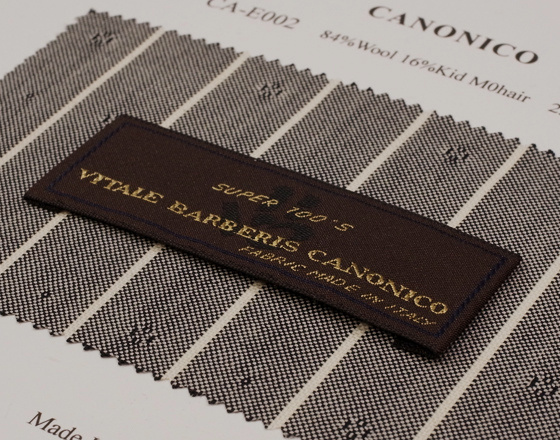 CANONICO
CA-E002 84%Wool 16%Kid M0hair
SUPER 100'S
VITALE BARBERIS CANONICO
FABRIC MADE IN ITALY
Made